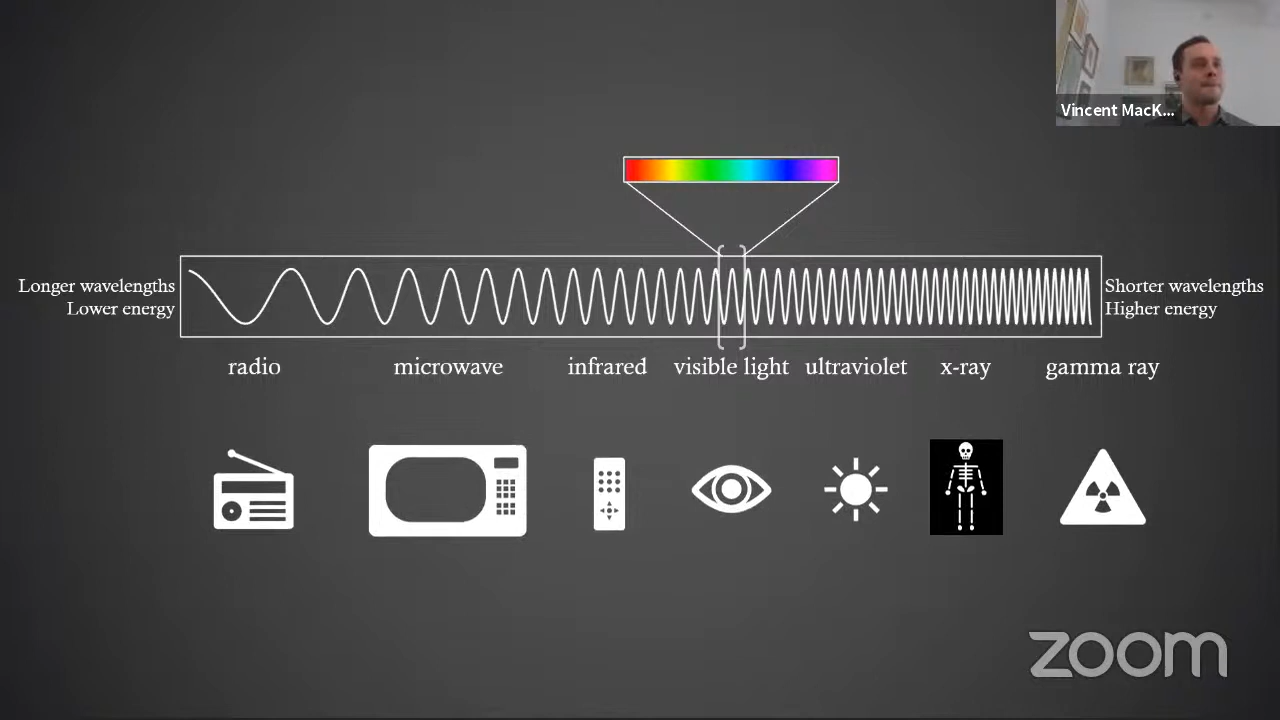 Vincent MacK...
Longer wavelengths
Lower energy
Shorter wavelengths
Higher energy
radio
microwave
infrared
visible light
ultraviolet
x-ray
gamma ray
zoom